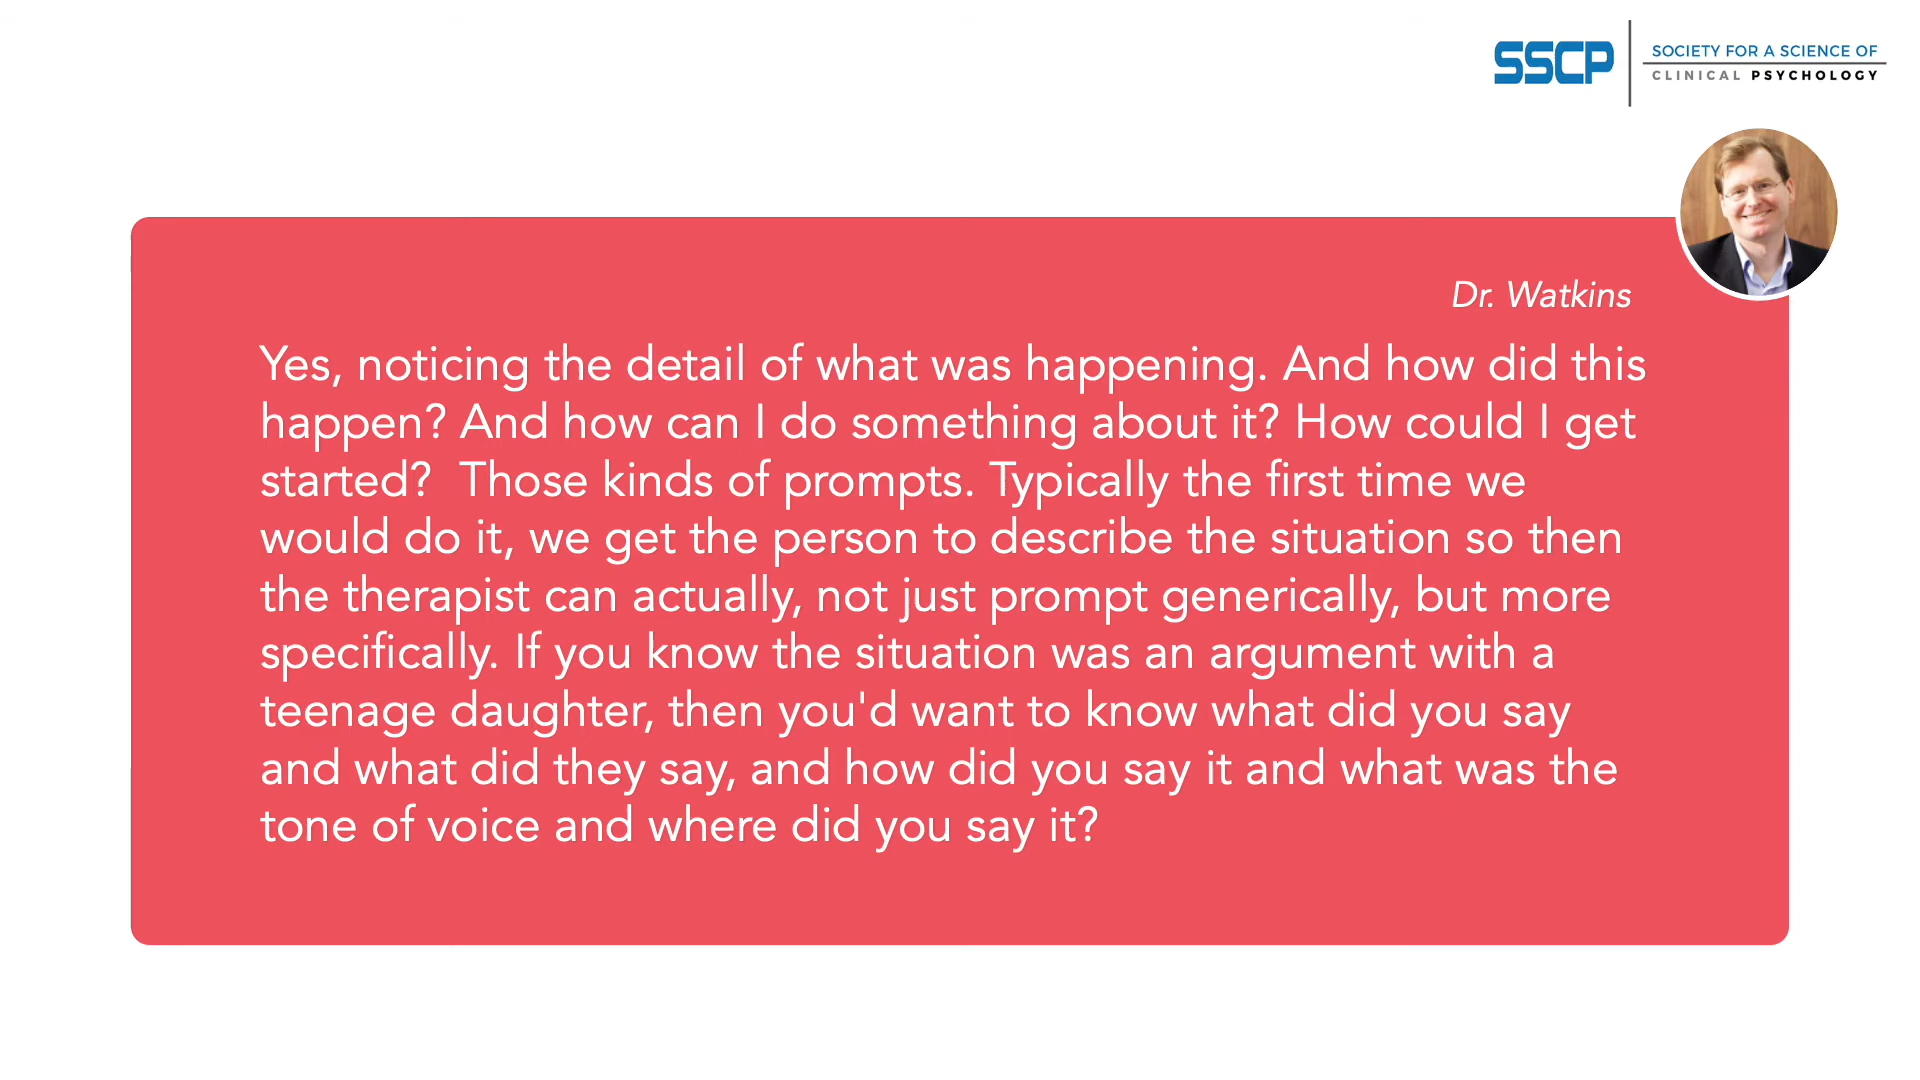 SSCP
SOCIETY FOR A SCIENCE OF
CLINICAL PSYCHOLOGY
Dr. Watkins
Yes, noticing the detail of what was happening. And how did this
happen? And how can I do something about it? How could I get
started?  Those kinds of prompts. Typically the first time we
would do it, we get the person to describe the situation so then
the therapist can actually, not just prompt generically, but more
specifically. If you know the situation was an argument with a
teenage daughter, then you'd want to know what did you say
and what did they say, and how did you say it and what was the
tone of voice and where did you say it?